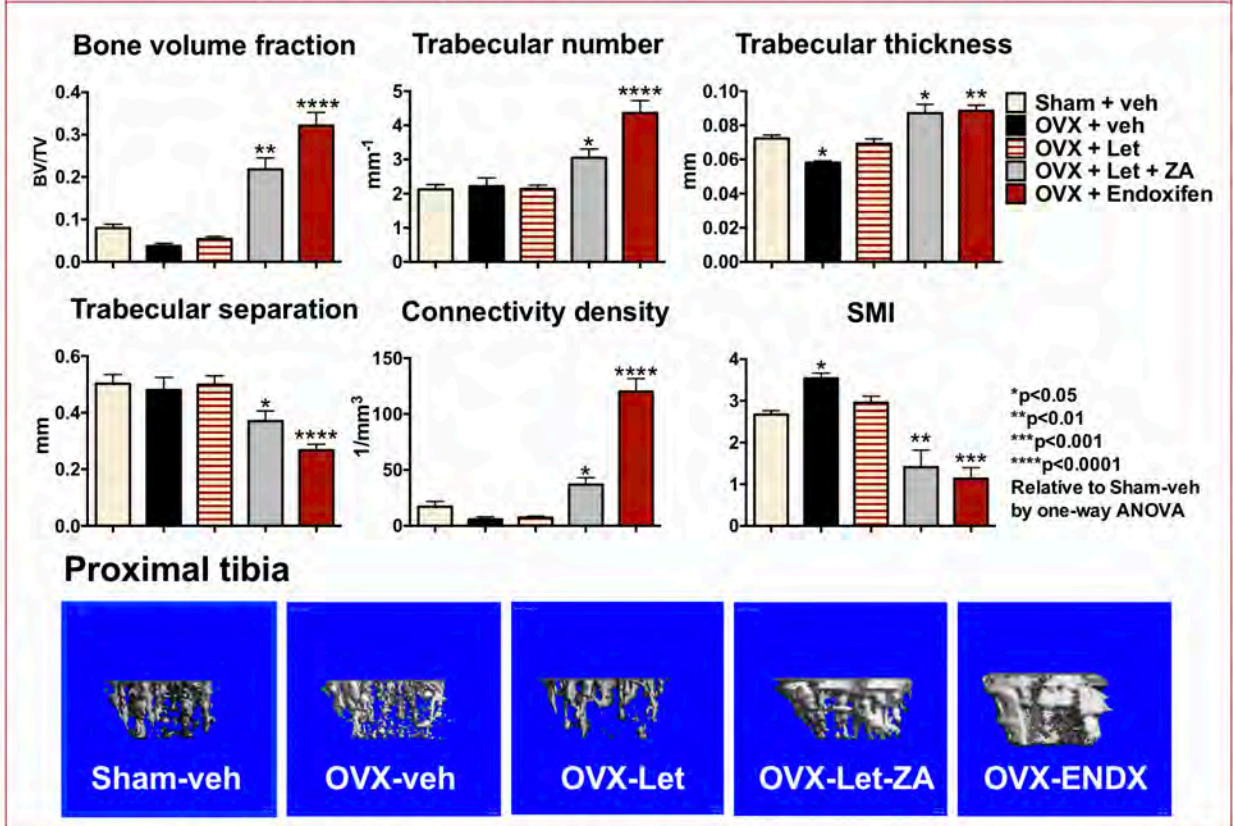 Bone volume fraction
BV/TV
0.4
0.3
0.2
0.1
0.0
**
****
Trabecular number
mm-1
5
4
3
2
1
0
*
****
Trabecular thickness
mm
0.10
0.08
0.06
0.04
0.02
0.00
*
*
**
Sham + veh
OVX + veh
OVX + Let
OVX + Let + ZA
OVX + Endoxifen
Trabecular separation
mm
0.6
0.4
0.2
0.0
*
****
Connectivity density
1/mm3
150
100
50
0
*
****
SMI
4
3
2
1
0
*
**
***
*p<0.05
**p<0.01
***p<0.001
****p<0.0001
Relative to Sham-veh
by one-way ANOVA
Proximal tibia
Sham-veh
OVX-veh
OVX-Let
OVX-Let-ZA
OVX-ENDX